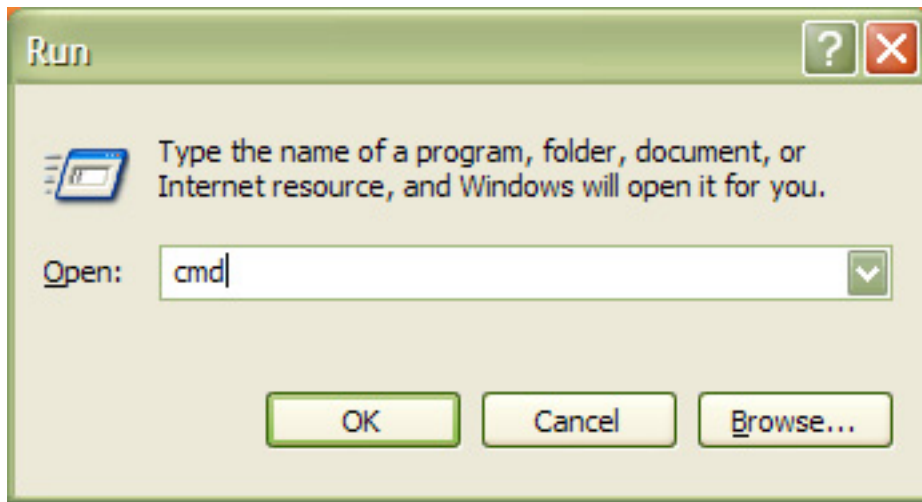 Run
Type the name of a program, folder, document, or
Internet resource, and Windows will open it for you.
Open: cmd
OK Cancel Browse...